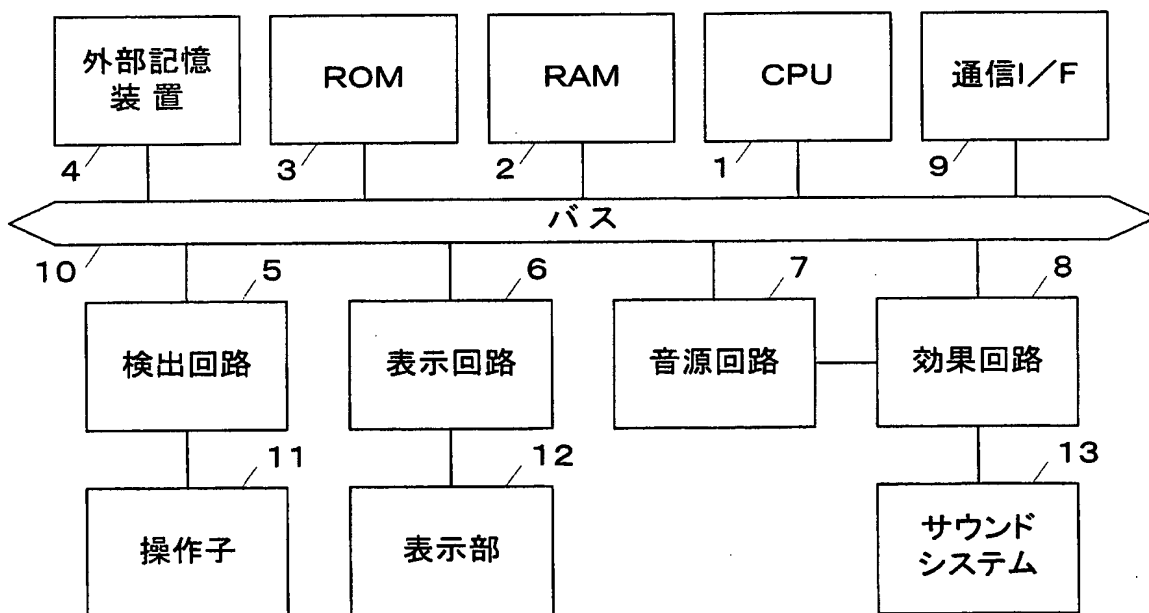 外部記憶
装置
ROM
RAM
CPU
通信I/F
4
3
2
1
9
バス
10
5
6
7
8
検出回路
表示回路
音源回路
効果回路
11
12
13
操作子
表示部
サウンド
システム